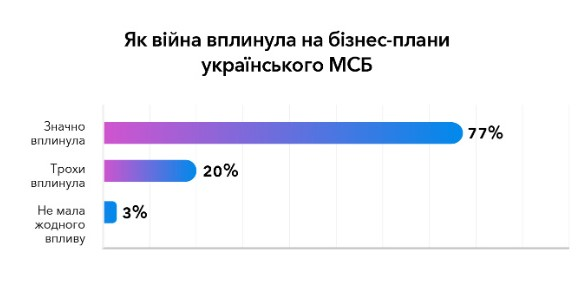 Як війна вплинула на бізнес-плани
українського МСБ
Значно
вплинула
77%
Трохи
вплинула
20%
Не мала
жодного
впливу
3%